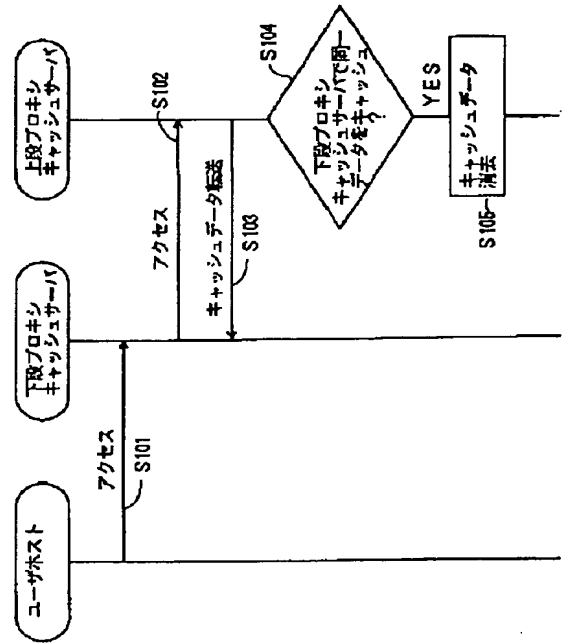 ユーザホスト
下段プロキシ
キャッシュサーバ
上段プロキシ
キャッシュサーバ
アクセス
S101
アクセス
S102
キャッシュデータ転送
S103
下段プロキシ
キャッシュサーバで同一
データをキャッシュ
?
S104
YES
キャッシュデータ
消去
S105